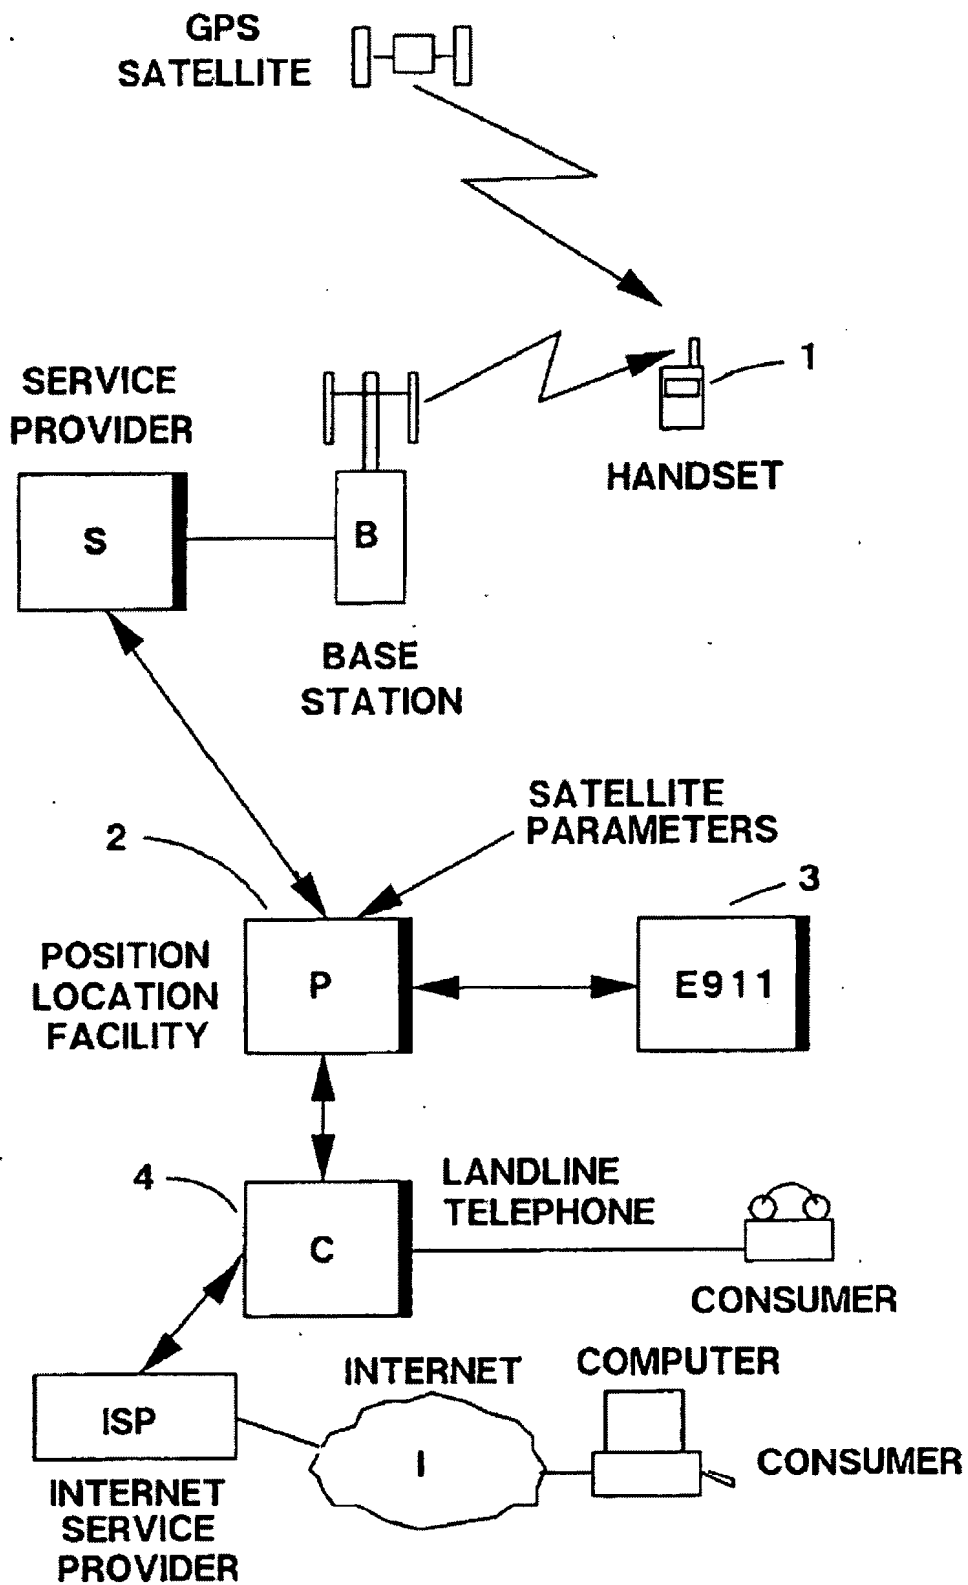 GPS
SATELLITE
1
SERVICE
PROVIDER
HANDSET
S
B
BASE
STATION
SATELLITE
PARAMETERS
2
3
POSITION
LOCATION
FACILITY
P
E911
4
LANDLINE
TELEPHONE
C
CONSUMER
INTERNET
COMPUTER
ISP
I
CONSUMER
INTERNET
SERVICE
PROVIDER